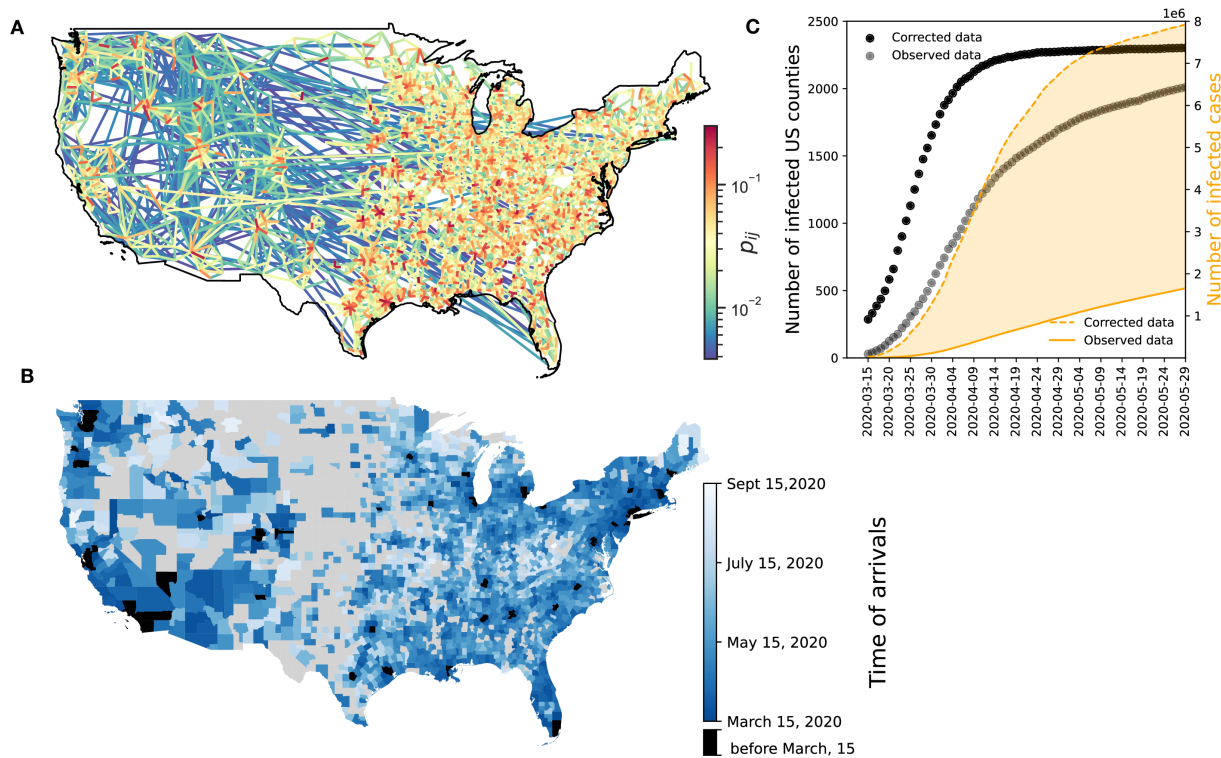 A
10⁻¹
10⁻²
p_ij
B
Sept 15,2020
July 15, 2020
May 15, 2020
March 15, 2020
before March, 15
Time of arrivals
C
1e6
2500
2000
1500
1000
500
0
Number of infected US counties
Corrected data
Observed data
8
7
6
5
4
3
2
1
Number of infected cases
Corrected data
Observed data
2020-03-15
2020-03-20
2020-03-25
2020-03-30
2020-04-04
2020-04-09
2020-04-14
2020-04-19
2020-04-24
2020-04-29
2020-05-04
2020-05-09
2020-05-14
2020-05-19
2020-05-24
2020-05-29